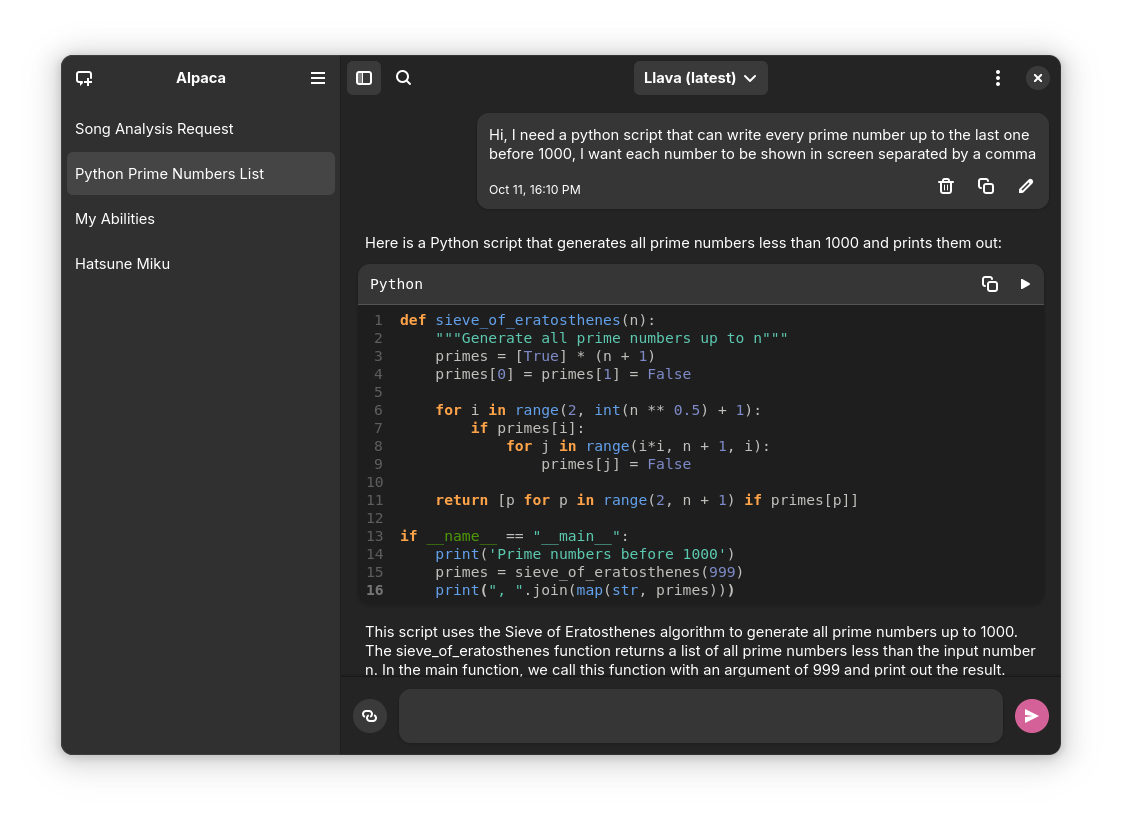 Alpaca
Song Analysis Request
Python Prime Numbers List
My Abilities
Hatsune Miku
Llava (latest)
Hi, I need a python script that can write every prime number up to the last one
before 1000, I want each number to be shown in screen separated by a comma
Oct 11, 16:10 PM
Here is a Python script that generates all prime numbers less than 1000 and prints them out:
Python
1 def sieve_of_eratosthenes(n):
2     """Generate all prime numbers up to n"""
3     primes = [True] * (n + 1)
4     primes[0] = primes[1] = False
5
6     for i in range(2, int(n ** 0.5) + 1):
7         if primes[i]:
8             for j in range(i*i, n + 1, i):
9                 primes[j] = False
10
11     return [p for p in range(2, n + 1) if primes[p]]
12
13 if __name__ == "__main__":
14     print('Prime numbers before 1000')
15     primes = sieve_of_eratosthenes(999)
16     print(", ".join(map(str, primes)))
This script uses the Sieve of Eratosthenes algorithm to generate all prime numbers up to 1000.
The sieve_of_eratosthenes function returns a list of all prime numbers less than the input number
n. In the main function, we call this function with an argument of 999 and print out the result.